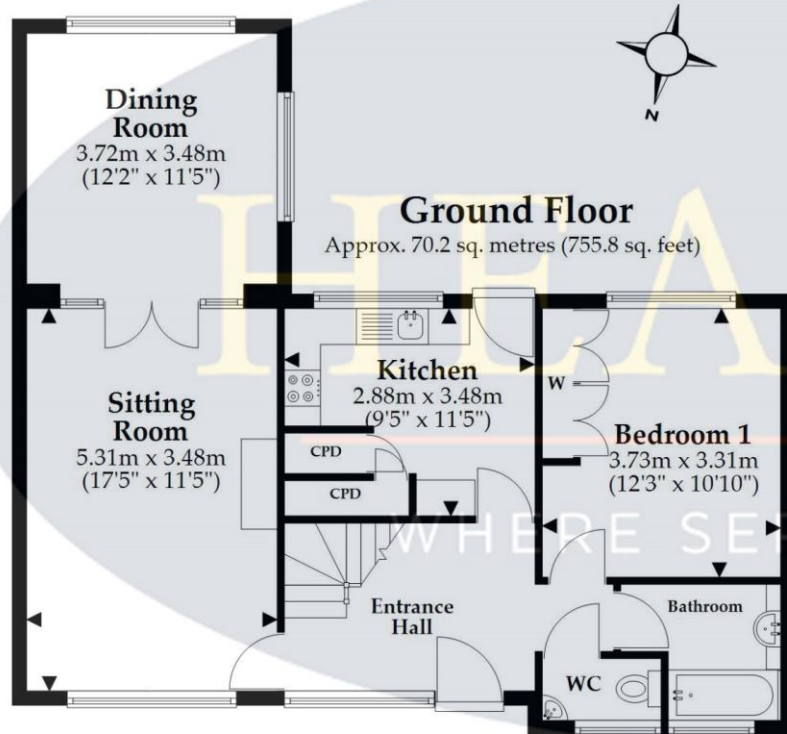 Dining
Room
3.72m x 3.48m
(12'2" x 11'5")
N
Ground Floor
Approx. 70.2 sq. metres (755.8 sq. feet)
HEA
Kitchen
2.88m x 3.48m
(9'5" x 11'5")
W
Sitting
Room
5.31m x 3.48m
(17'5" x 11'5")
Bedroom 1
3.73m x 3.31m
(12'3" x 10'10")
CPD
CPD
WHERE SER
Entrance
Hall
Bathroom
WC